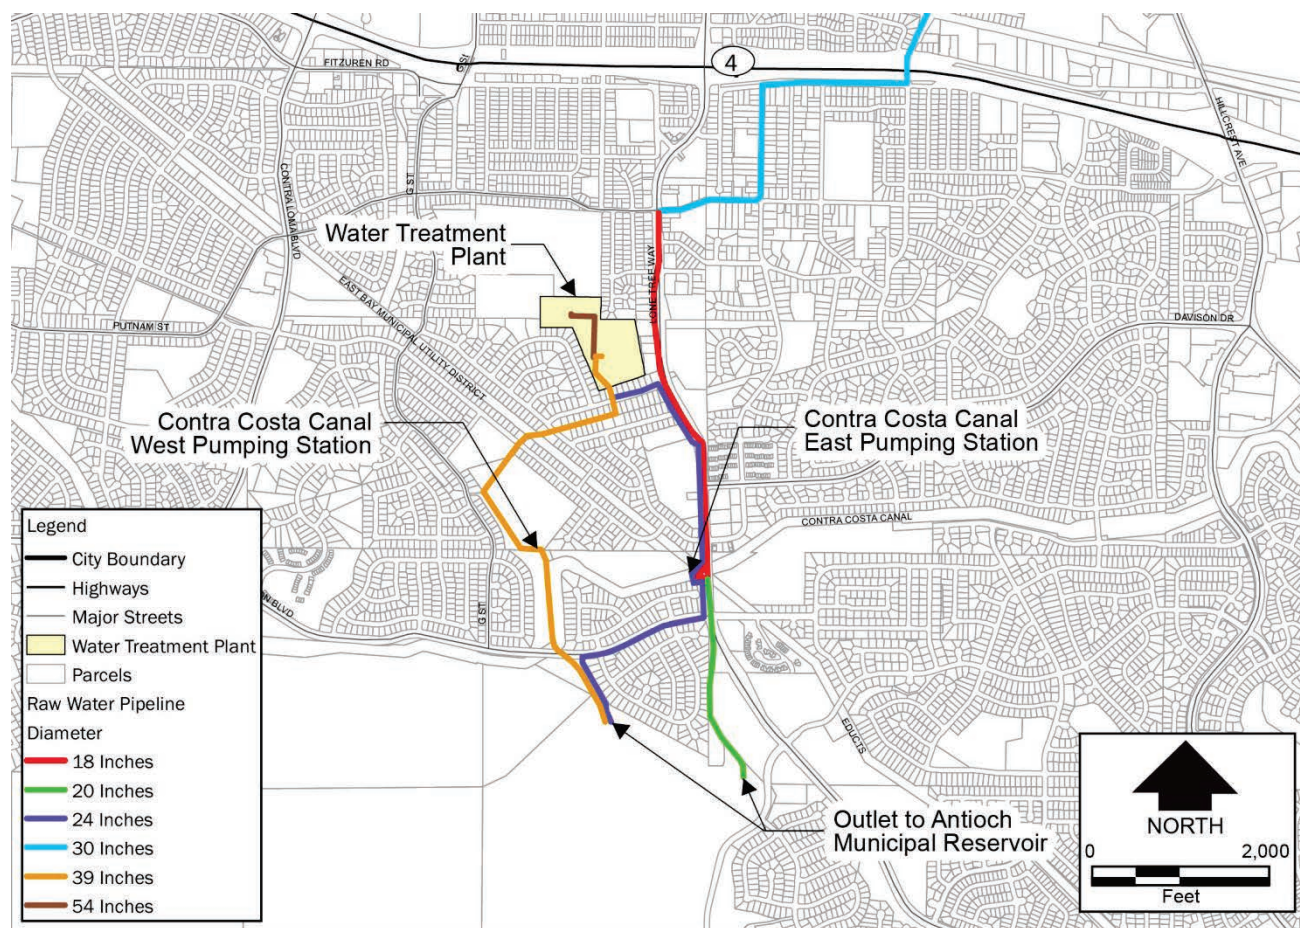 4
FITZUREN RD
HILLCREST AVE
CONTRA LOMA BLVD
G ST
Water Treatment
Plant
LONE TREE WAY
EAST BAY MUNICIPAL UTILITY DISTRICT
PUTNAM ST
DAVISON DR
Contra Costa Canal
West Pumping Station
Contra Costa Canal
East Pumping Station
CONTRA COSTA CANAL
G ST
Legend
City Boundary
Highways
Major Streets
Water Treatment Plant
Parcels
Raw Water Pipeline
Diameter
18 Inches
20 Inches
24 Inches
30 Inches
39 Inches
54 Inches
BLVD
EDUCTS
Outlet to Antioch
Municipal Reservoir
NORTH
0 2,000
Feet